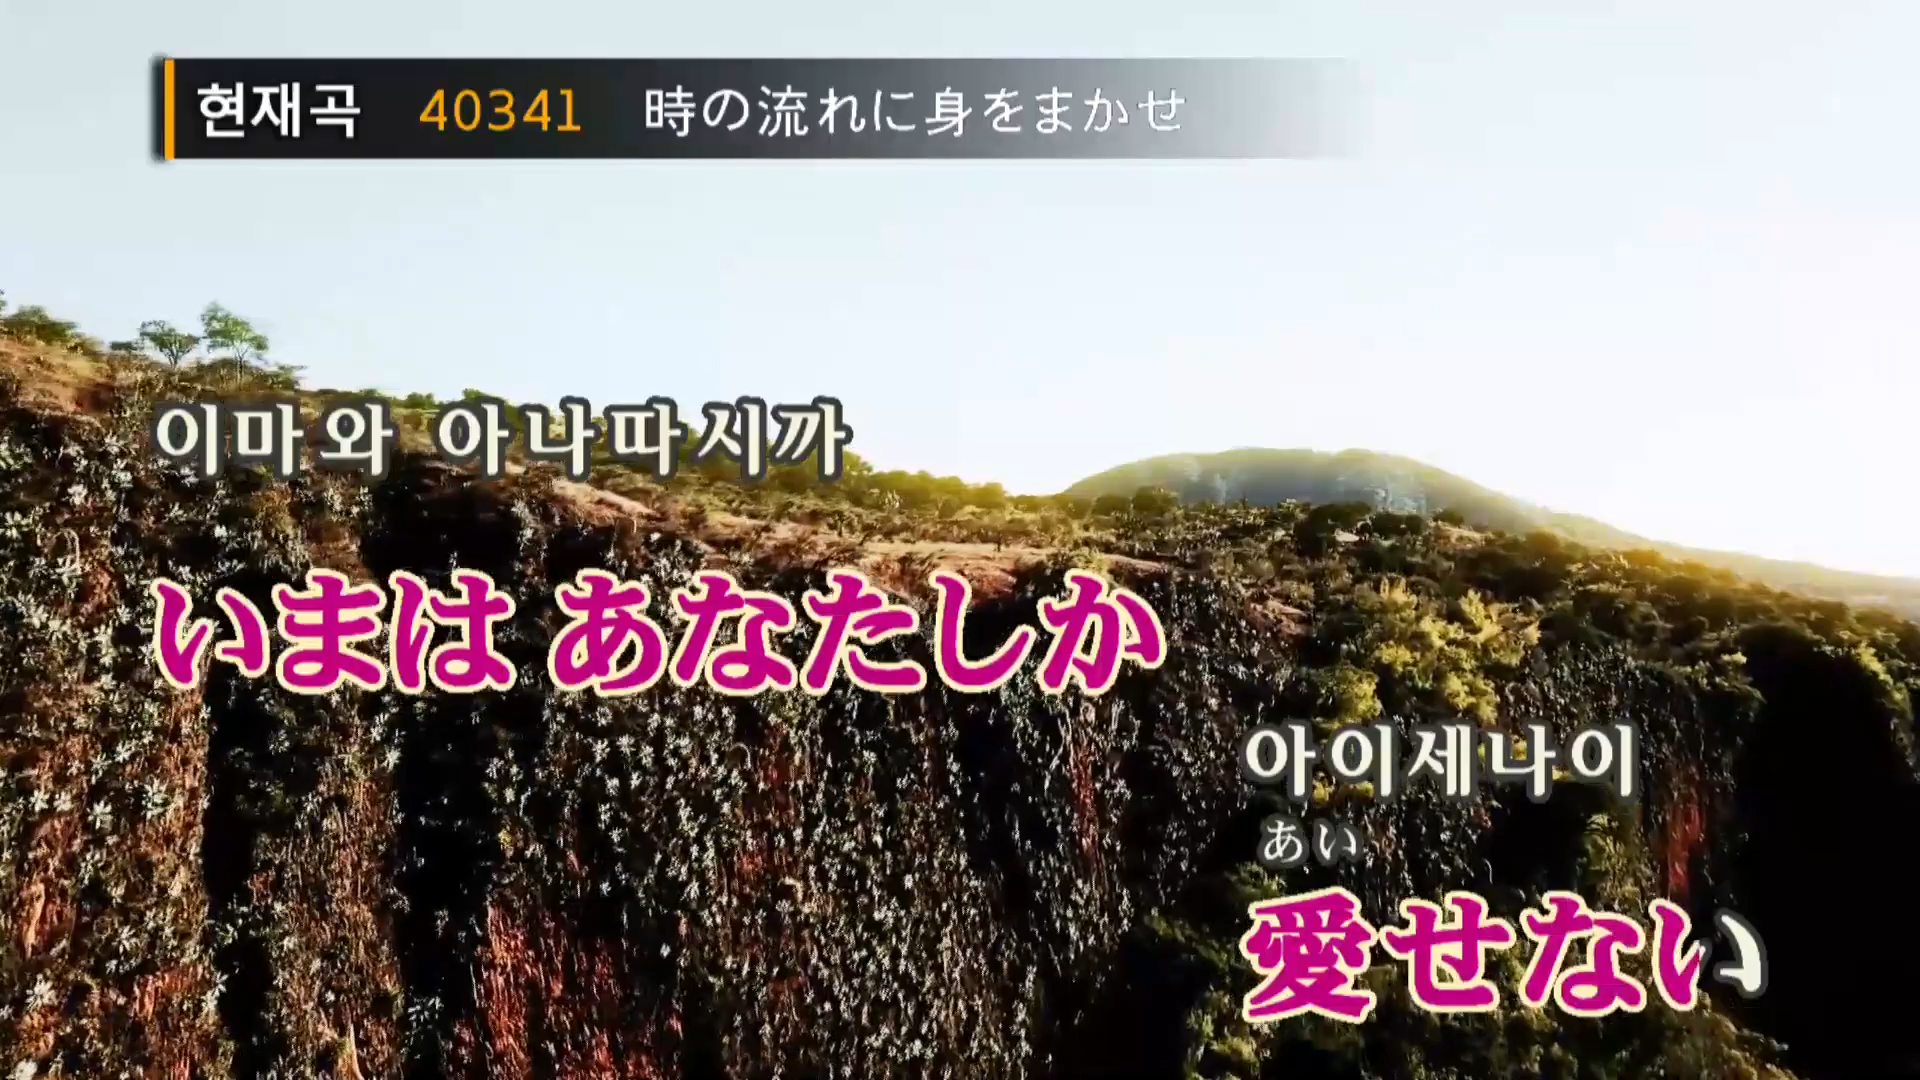 현재곡 40341 時の流れに身をまかせ
이마와 아나따시까
いまは あなたしか
아이세나이
あい
愛せない